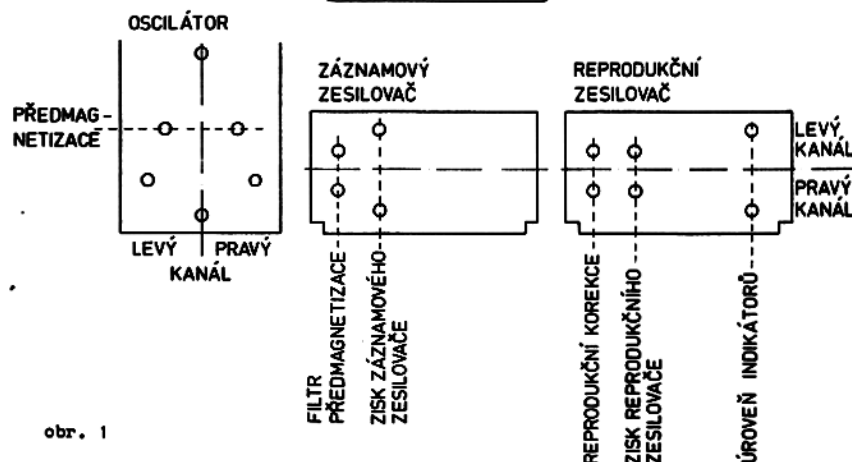 OSCILÁTOR
PŘEDMAG-
NETIZACE
LEVÝ PRAVÝ
KANÁL
ZÁZNAMOVÝ
ZESILOVAČ
FILTR
PŘEDMAGNETIZACE
ZISK ZÁZNAMOVÉHO
ZESILOVAČE
REPRODUKČNÍ
ZESILOVAČ
LEVÝ
KANÁL
PRAVÝ
KANÁL
REPRODUKČNÍ KOREKCE
ZISK REPRODUKČNÍHO
ZESILOVAČE
ÚROVEŇ INDIKÁTORŮ
obr. 1